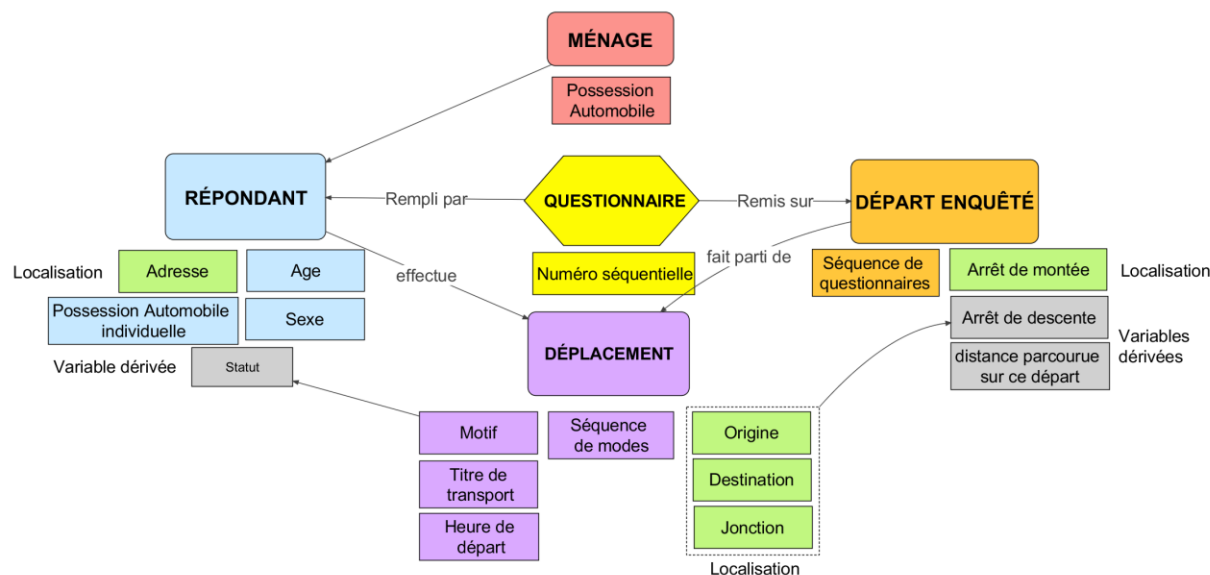 MÉNAGE
Possession
Automobile
RÉPONDANT
Rempli par
QUESTIONNAIRE
Remis sur
DÉPART ENQUÊTÉ
Localisation
Adresse
Age
effectue
Numéro séquentielle
fait parti de
Séquence de
questionnaires
Arrêt de montée
Localisation
Possession Automobile
individuelle
Sexe
Arrêt de descente
Variables
dérivées
Variable dérivée
Statut
DÉPLACEMENT
distance parcourue
sur ce départ
Motif
Séquence
de modes
Origine
Titre de
transport
Destination
Heure de
départ
Jonction
Localisation